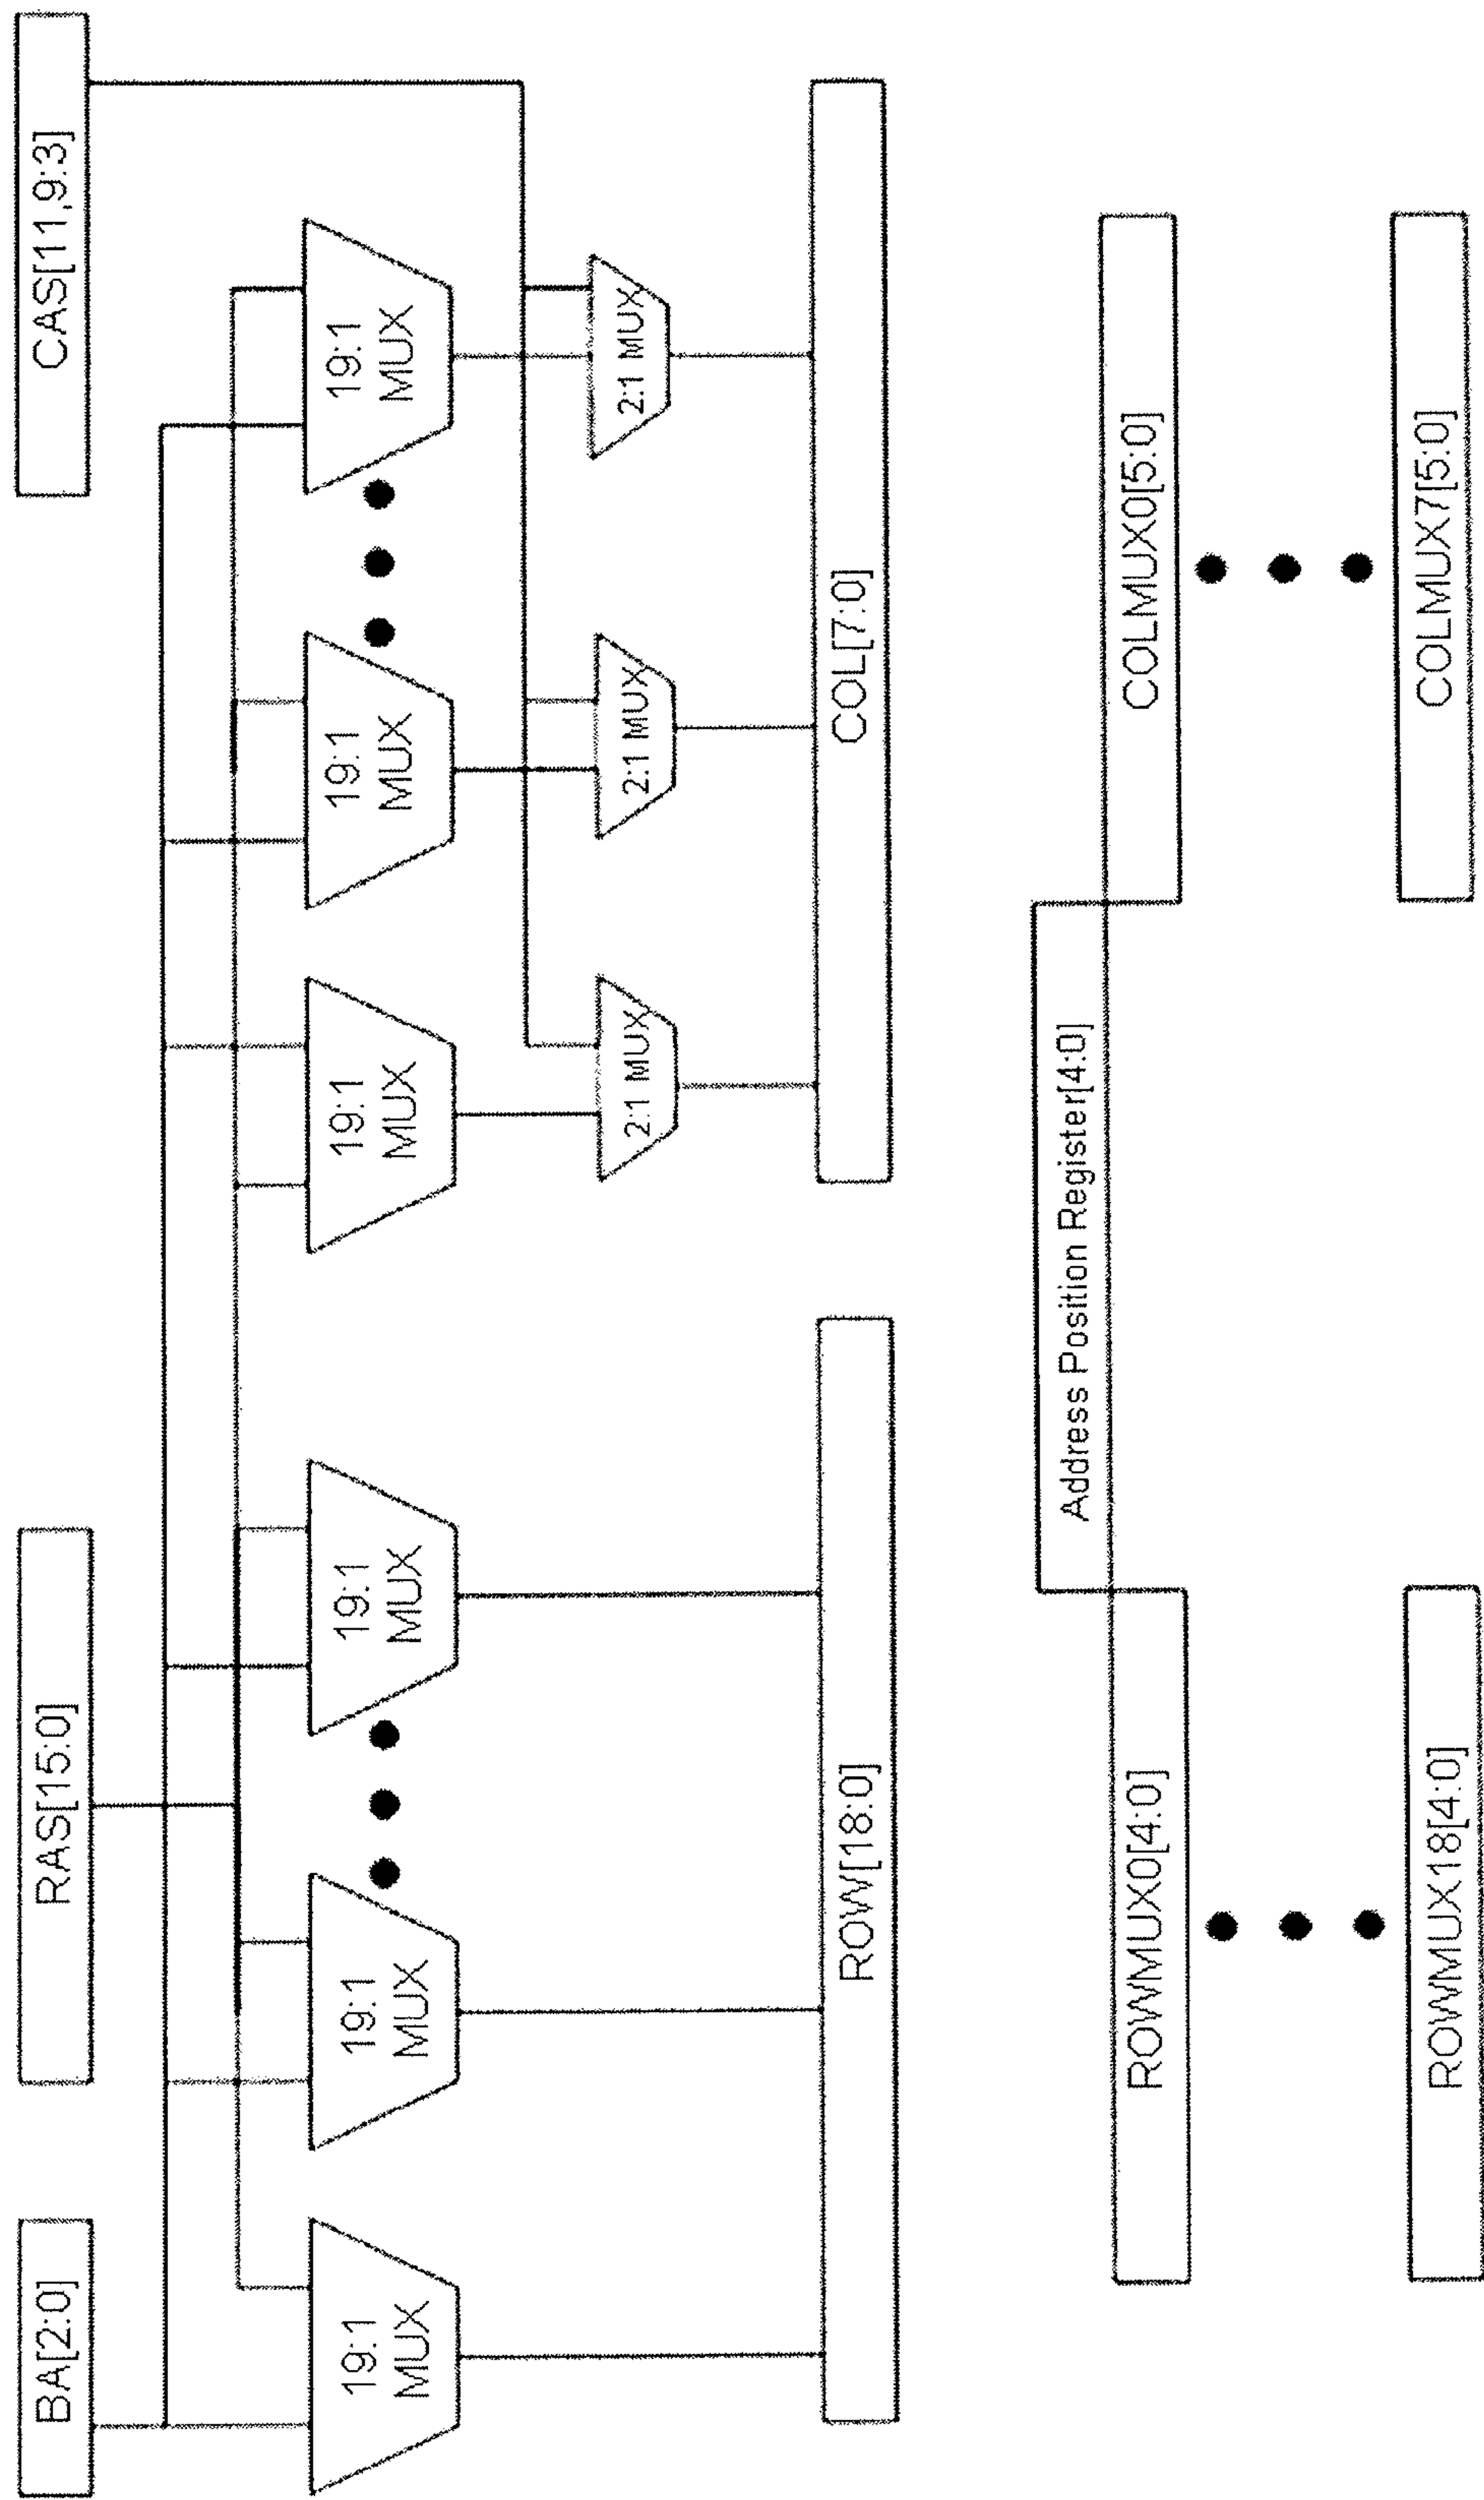 BA[2:0]
RAS[15:0]
CAS[11,9:3]
19:1
MUX
19:1
MUX
19:1
MUX
19:1
MUX
19:1
MUX
19:1
MUX
2:1 MUX
2:1 MUX
2:1 MUX
ROW[18:0]
COL[7:0]
Address Position Register[4:0]
ROWMUX0[4:0]
COLMUX0[5:0]
ROWMUX18[4:0]
COLMUX7[5:0]